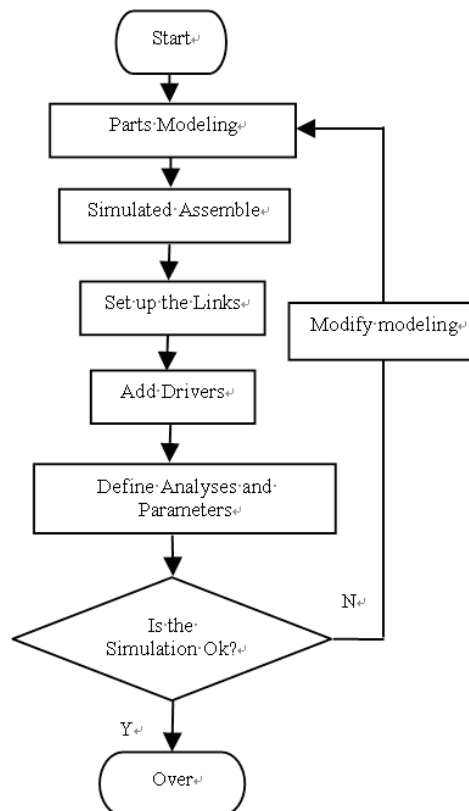 Start
Parts Modeling
Simulated Assemble
Set up the Links
Modify modeling
Add Drivers
Define Analyses and
Parameters
N
Is the
Simulation Ok?
Y
Over